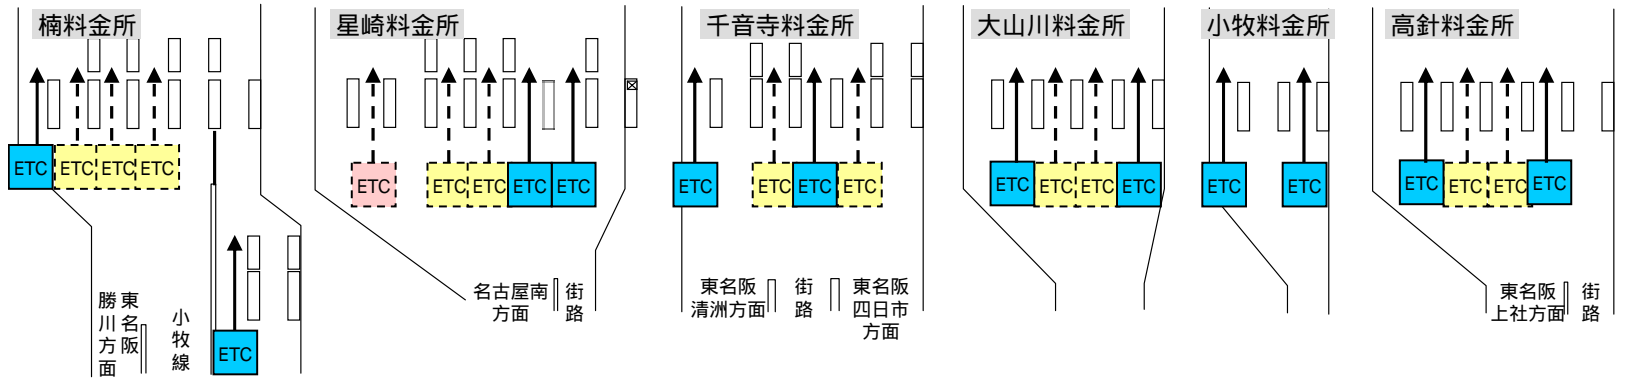 楠料金所
ETC
ETC
ETC
ETC
東名阪
勝川方面
小牧線
ETC
星崎料金所
ETC
ETC
ETC
ETC
ETC
名古屋南
方面
街路
千音寺料金所
ETC
ETC
ETC
ETC
東名阪
清洲方面
街路
東名阪
四日市
方面
大山川料金所
ETC
ETC
ETC
ETC
小牧料金所
ETC
ETC
高針料金所
ETC
ETC
ETC
ETC
東名阪
上社方面
街路